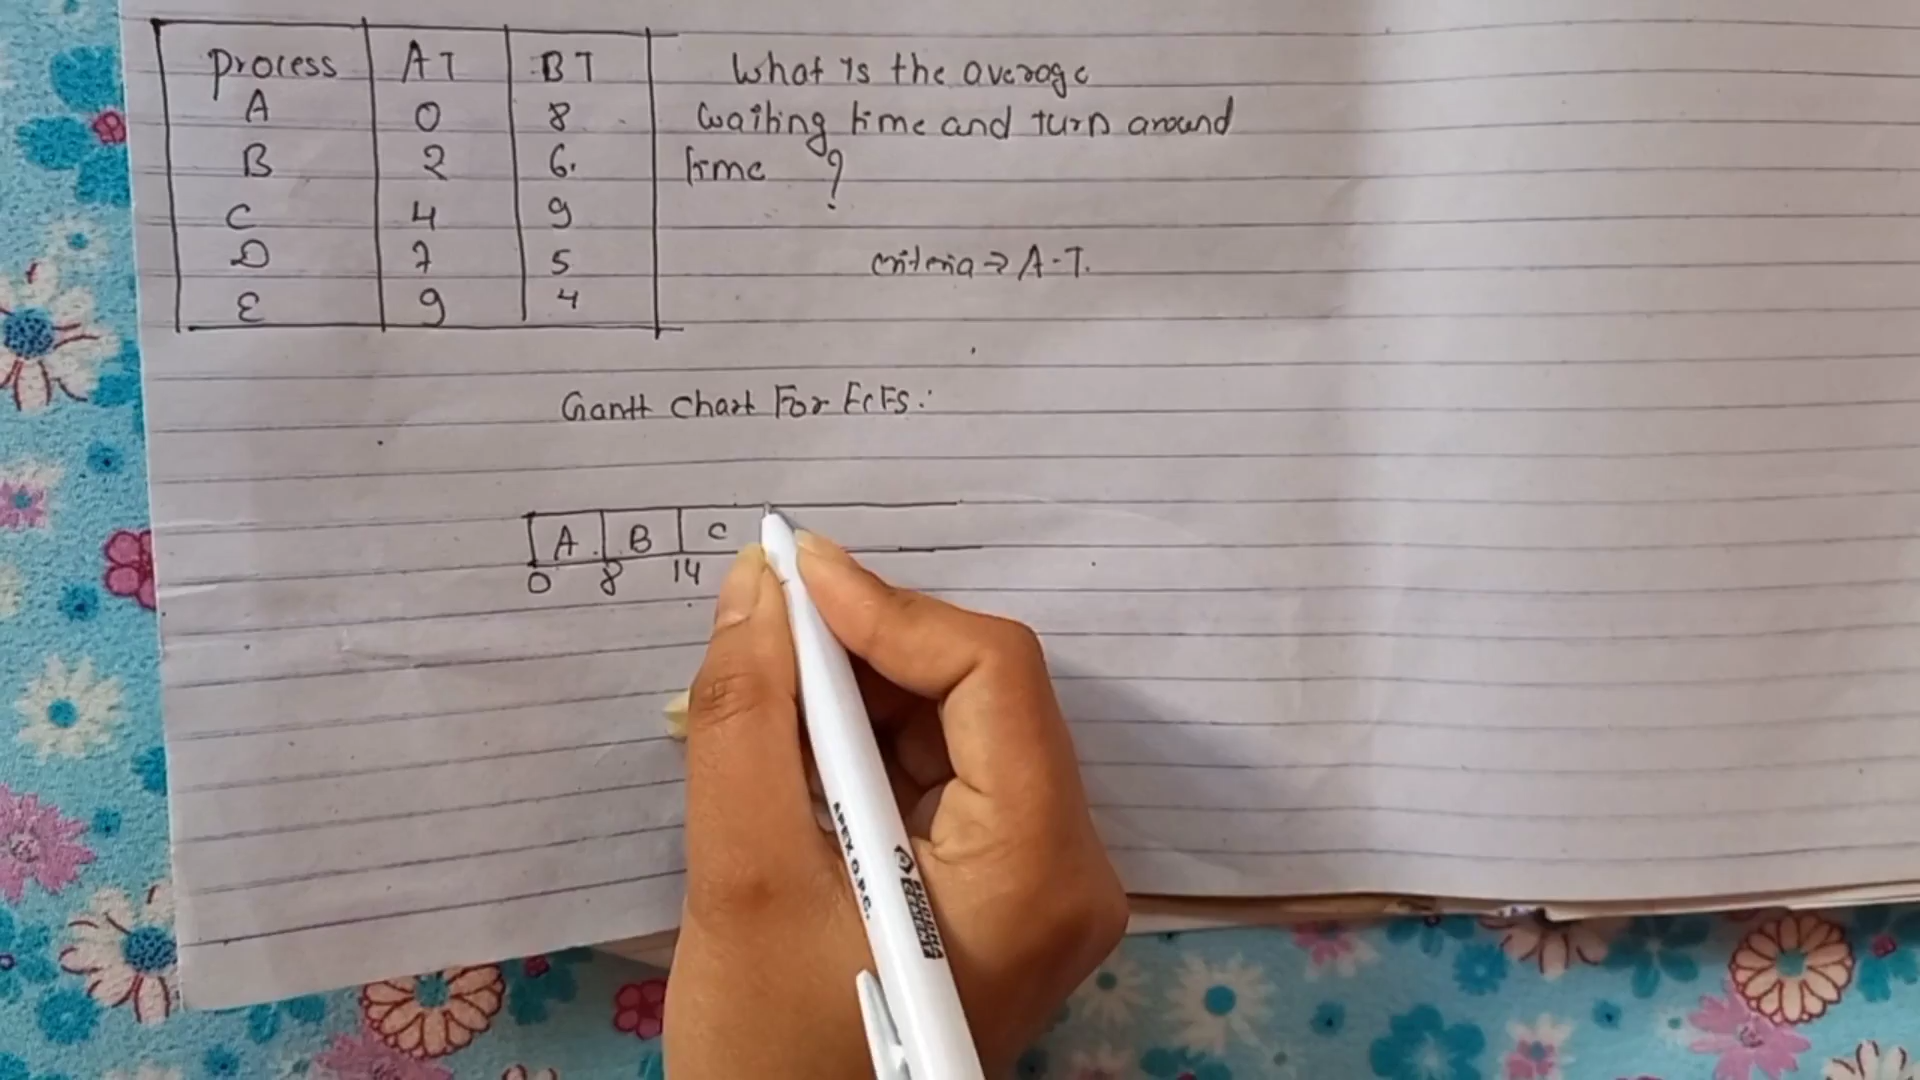 Process AT BT
A 0 8
B 2 6.
C 4 9
D 7 5
E 9 4
What is the average
waiting time and turn around
time ?
criteria → A-T.
Gantt Chart For FCFS:
A B C
0 8 14
APEX O.P.C.